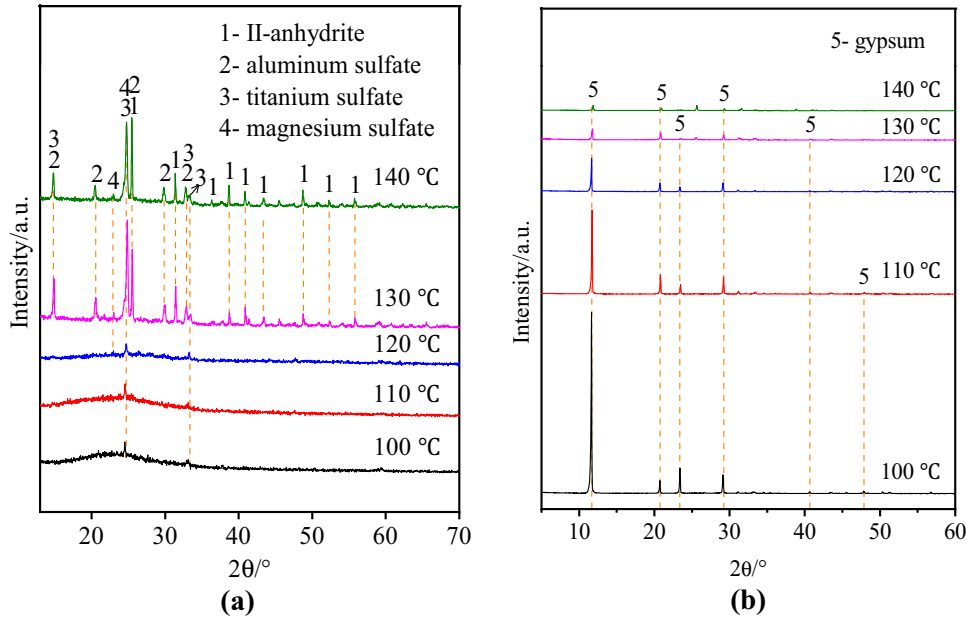 1- II-anhydrite
2- aluminum sulfate
3- titanium sulfate
4- magnesium sulfate
3
2
2
4
4
3
2
1
2
1
3
2
3
1
1
1
1
1
1
1
140 ℃
130 ℃
120 ℃
110 ℃
100 ℃
Intensity/a.u.
20 30 40 50 60 70
2θ/°
(a)
5- gypsum
5 5 5
140 ℃
5 5
130 ℃
120 ℃
110 ℃
5
100 ℃
Intensity/a.u.
10 20 30 40 50 60
2θ/°
(b)